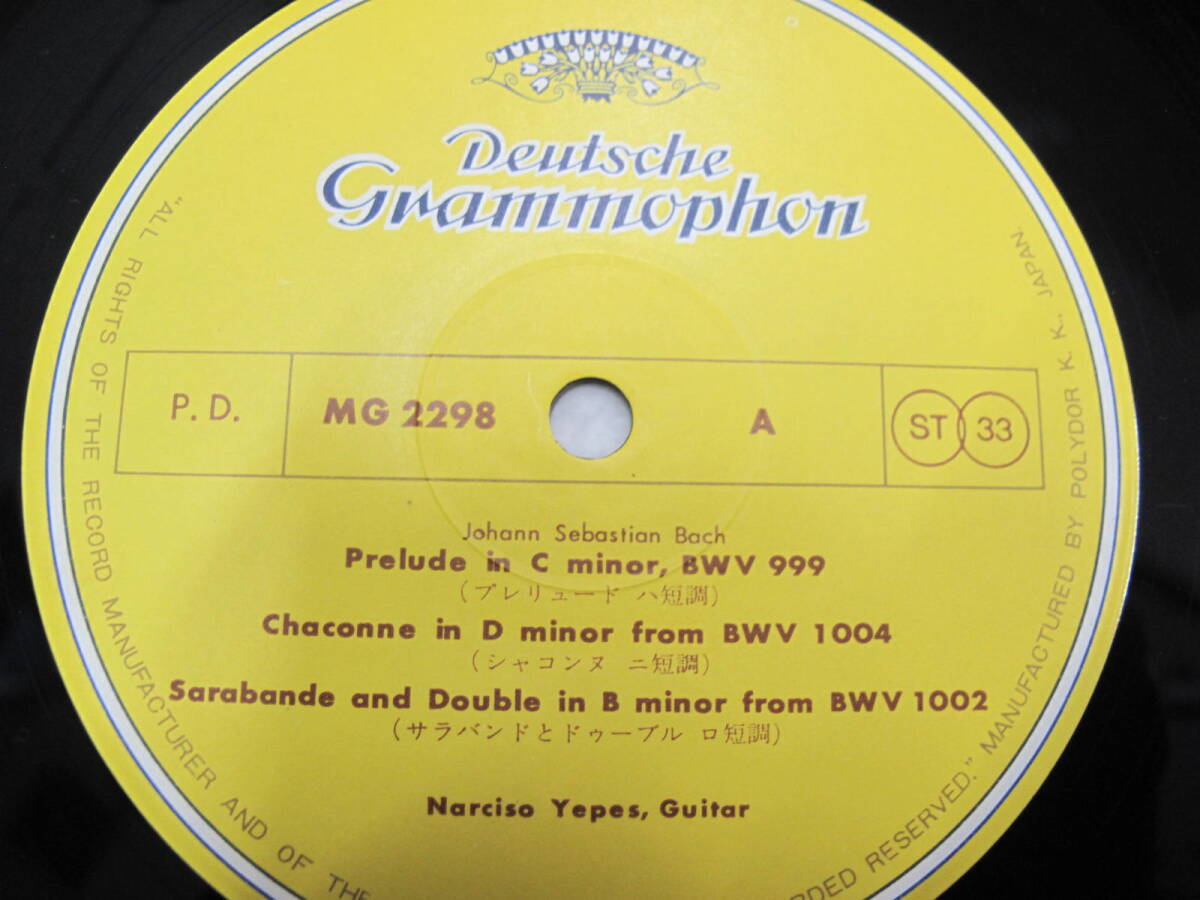 Deutsche
Grammophon
P. D.
MG 2298
A
ST 33
Johann Sebastian Bach
Prelude in C minor, BWV 999
(プレリュード ハ短調)
Chaconne in D minor from BWV 1004
(シャコンヌ ニ短調)
Sarabande and Double in B minor from BWV 1002
(サラバンドとドゥーブル ロ短調)
Narciso Yepes, Guitar
"ALL RIGHTS OF THE RECORD MANUFACTURER AND OF THE
RESERVED." MANUFACTURED BY POLYDOR K. K., JAPAN.